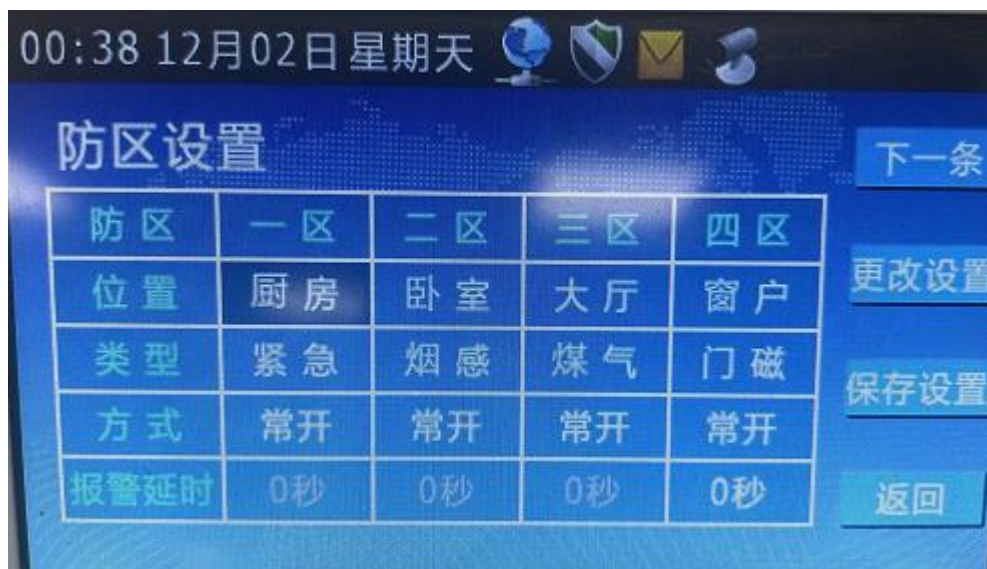 00:38 12月02日 星期天
防区设置
下一条
防区 一区 二区 三区 四区
位置 厨房 卧室 大厅 窗户
更改设置
类型 紧急 烟感 煤气 门磁
保存设置
方式 常开 常开 常开 常开
报警延时 0秒 0秒 0秒 0秒
返回